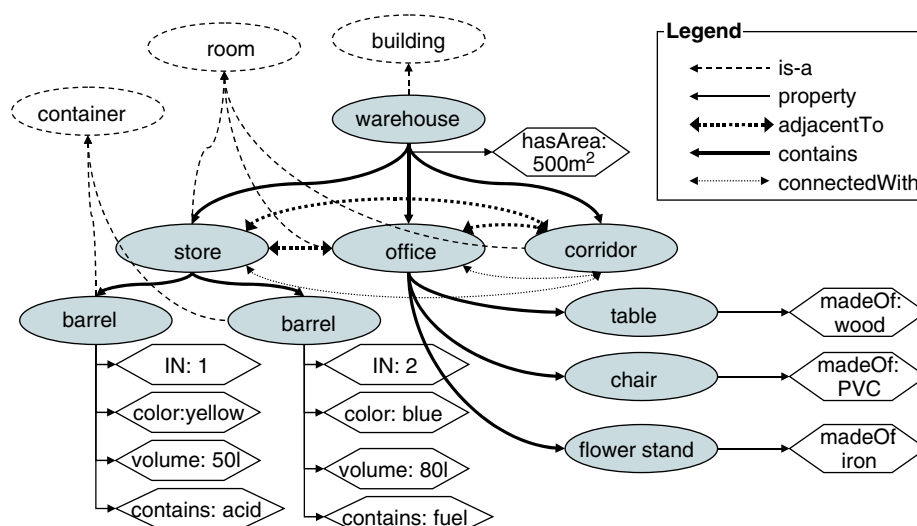 room
building
container
warehouse
hasArea:
500m²
Legend
is-a
property
adjacentTo
contains
connectedWith
store
office
corridor
barrel
barrel
table
madeOf:
wood
IN: 1
IN: 2
chair
madeOf:
PVC
color:yellow
color: blue
flower stand
madeOf
iron
volume: 50l
volume: 80l
contains: acid
contains: fuel